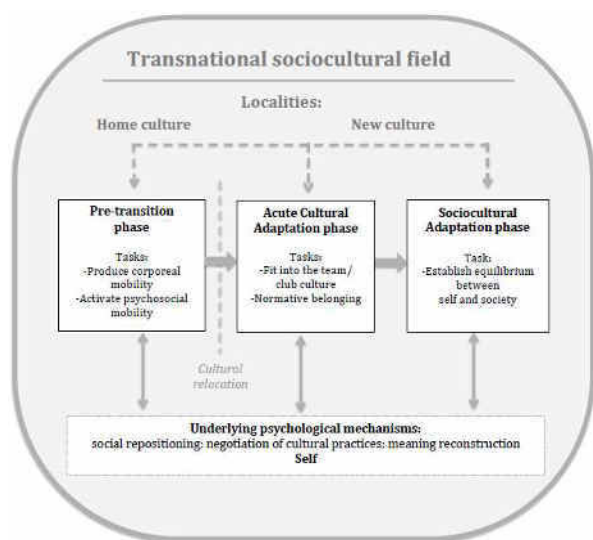 Transnational sociocultural field
Localities:
Home culture
New culture
Pre-transition
phase
Tasks:
-Produce corporeal
mobility
-Activate psychosocial
mobility
Acute Cultural
Adaptation phase
Tasks:
-Fit into the team/
club culture
-Normative belonging
Sociocultural
Adaptation phase
Task:
-Establish equilibrium
between
self and society
Cultural
relocation
Underlying psychological mechanisms:
social repositioning; negotiation of cultural practices; meaning reconstruction
Self